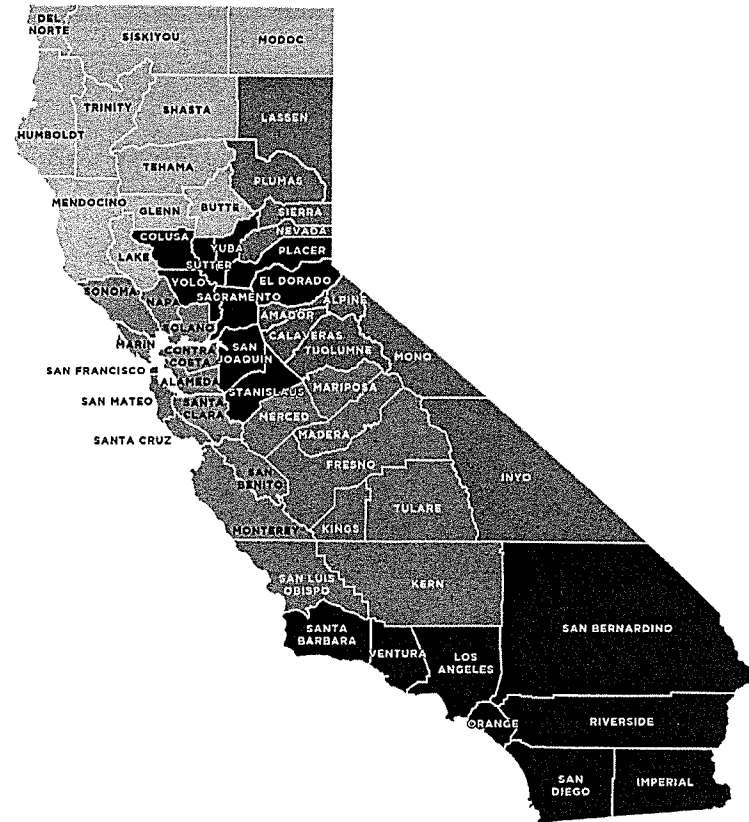 DEL
NORTE
SISKIYOU
MODOC
TRINITY
SHASTA
LASSEN
HUMBOLDT
TEHAMA
PLUMAS
MENDOCINO
GLENN
BUTTE
SIERRA
NEVADA
COLUSA
YUBA
PLACER
LAKE
SUTTER
YOLO
EL DORADO
SONOMA
NAPA
SACRAMENTO
ALPINE
SOLANO
AMADOR
CALAVERAS
MARIN
CONTRA
COSTA
SAN
JOAQUIN
TUOLUMNE
MONO
SAN FRANCISCO
ALAMEDA
STANISLAUS
MARIPOSA
SAN MATEO
SANTA
CLARA
MERCED
SANTA CRUZ
MADERA
FRESNO
SAN
BENITO
INYO
TULARE
KINGS
MONTEREY
SAN LUIS
OBISPO
KERN
SANTA
BARBARA
VENTURA
LOS
ANGELES
SAN BERNARDINO
ORANGE
RIVERSIDE
SAN
DIEGO
IMPERIAL